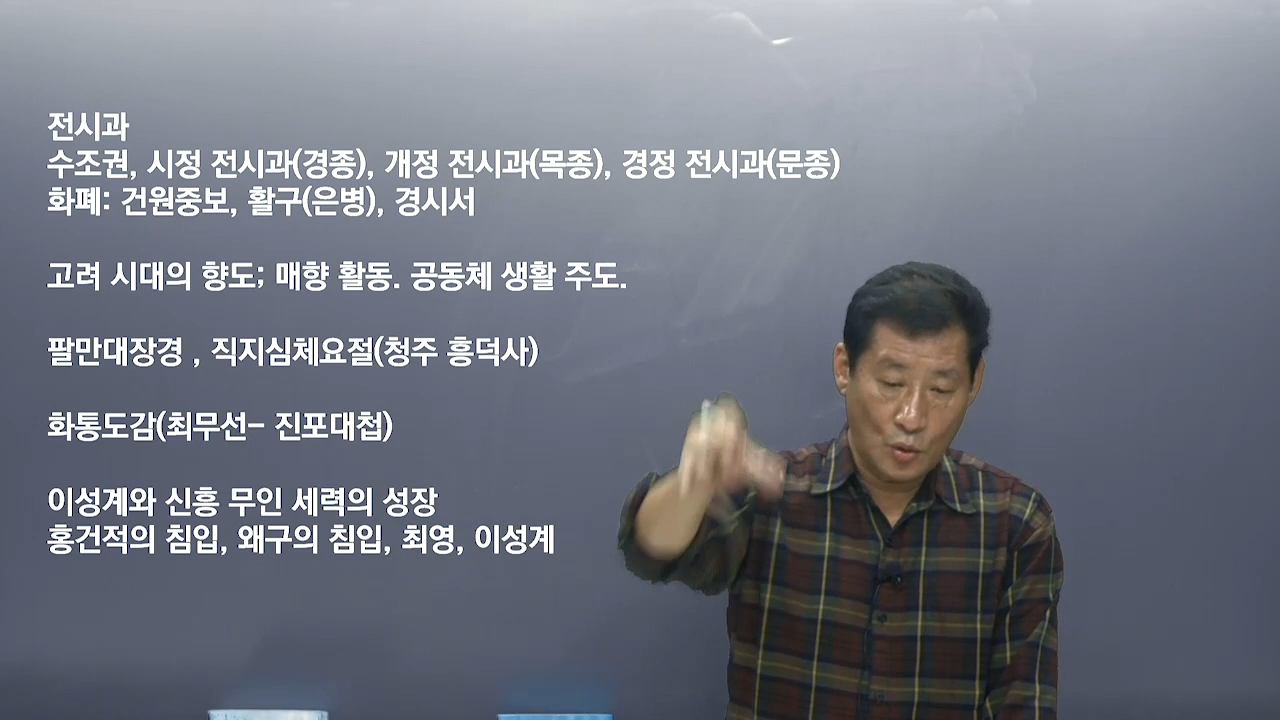 전시과
수조권, 시정 전시과(경종), 개정 전시과(목종), 경정 전시과(문종)
화폐: 건원중보, 활구(은병), 경시서
고려 시대의 향도; 매향 활동. 공동체 생활 주도.
팔만대장경 , 직지심체요절(청주 흥덕사)
화통도감(최무선- 진포대첩)
이성계와 신흥 무인 세력의 성장
홍건적의 침입, 왜구의 침입, 최영, 이성계